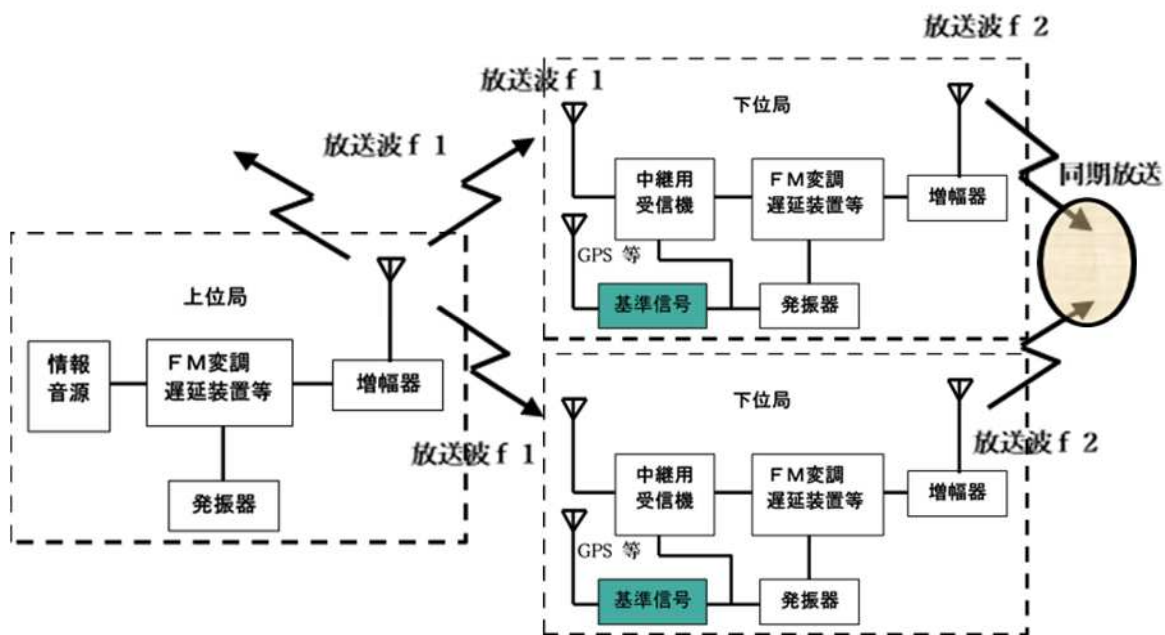 放送波ｆ２
放送波ｆ１
下位局
放送波ｆ１
中継用
受信機
ＦＭ変調
遅延装置等
増幅器
同期放送
GPS 等
基準信号
発振器
上位局
情報
音源
ＦＭ変調
遅延装置等
増幅器
発振器
放送波ｆ１
下位局
放送波ｆ２
中継用
受信機
ＦＭ変調
遅延装置等
増幅器
GPS 等
基準信号
発振器